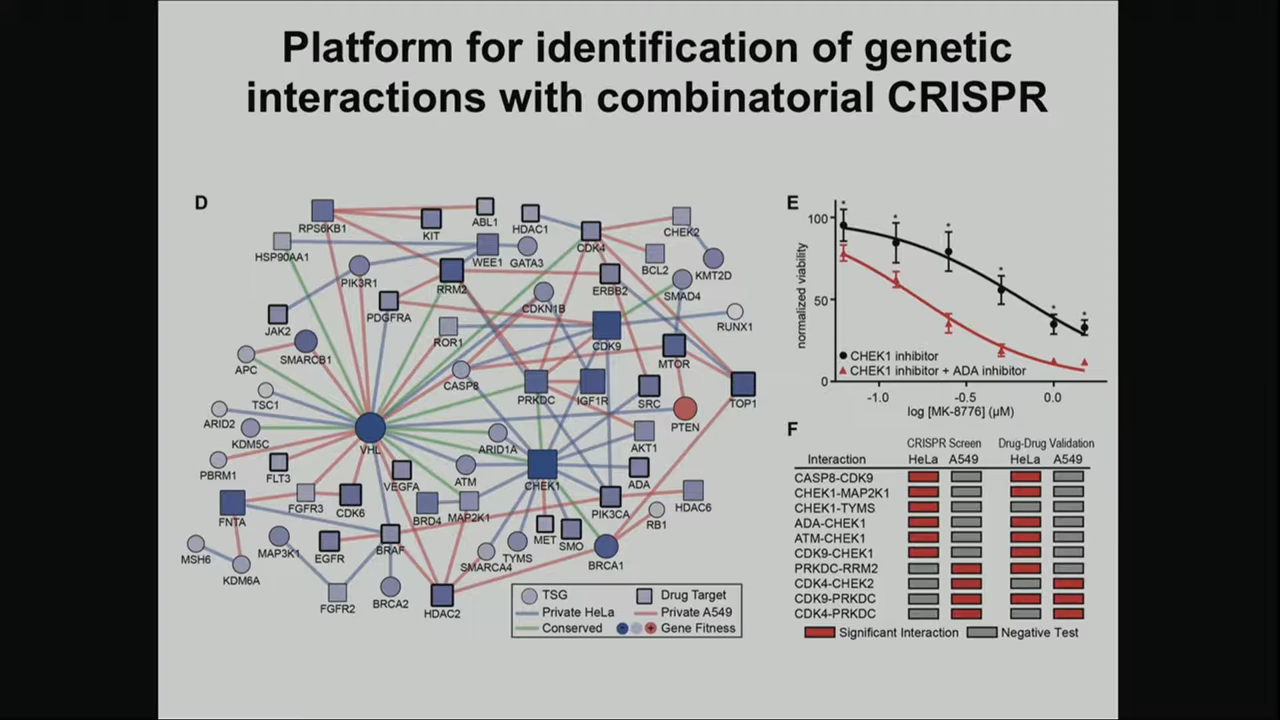 Platform for identification of genetic
interactions with combinatorial CRISPR
D
RPS6KB1
KIT
ABL1
HDAC1
CDK4
CHEK2
HSP90AA1
WEE1
GATA3
BCL2
KMT2D
PIK3R1
RRM2
ERBB2
SMAD4
CDKN1B
PDGFRA
JAK2
ROR1
CDK9
RUNX1
SMARCB1
MTOR
APC
CASP8
PRKDC
IGF1R
SRC
TOP1
TSC1
ARID2
PTEN
KDM5C
VHL
ARID1A
AKT1
PBRM1
FLT3
VEGFA
ATM
CHEK1
ADA
FGFR3
CDK6
BRD4
MAP2K1
PIK3CA
HDAC6
FNTA
RB1
MET
SMO
MAP3K1
EGFR
BRAF
TYMS
MSH6
SMARCA4
BRCA1
KDM6A
FGFR2
BRCA2
HDAC2
TSG
Drug Target
Private HeLa
Private A549
Conserved
- + Gene Fitness
E
normalized viability
100
50
0
* * * * * *
CHEK1 inhibitor
CHEK1 inhibitor + ADA inhibitor
-1.0 -0.5 0.0
log [MK-8776] (µM)
F
CRISPR Screen Drug-Drug Validation
Interaction HeLa A549 HeLa A549
CASP8-CDK9
CHEK1-MAP2K1
CHEK1-TYMS
ADA-CHEK1
ATM-CHEK1
CDK9-CHEK1
PRKDC-RRM2
CDK4-CHEK2
CDK9-PRKDC
CDK4-PRKDC
Significant Interaction Negative Test